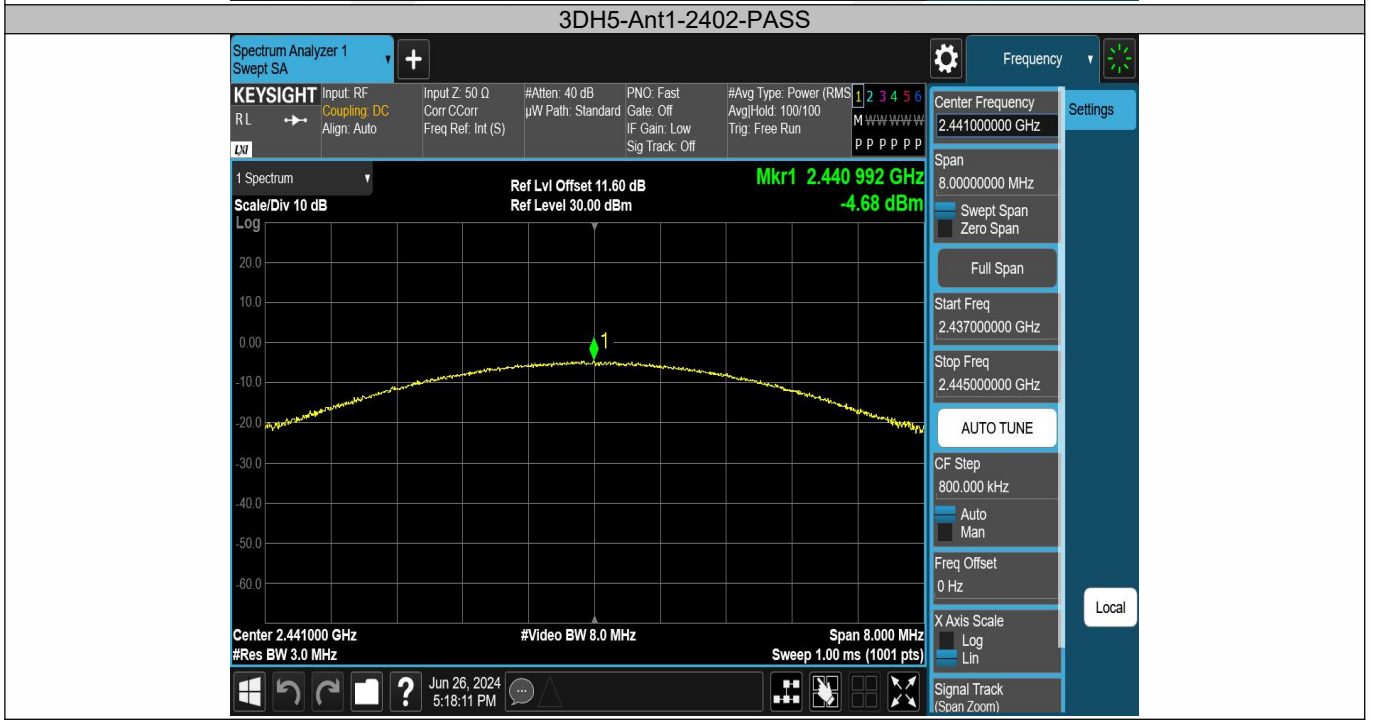 3DH5-Ant1-2402-PASS
Spectrum Analyzer 1
Swept SA
+
Frequency
KEYSIGHT
RL
LXI
Input: RF
Coupling: DC
Align: Auto
Input Z: 50 Ω
Corr CCorr
Freq Ref: Int (S)
#Atten: 40 dB
µW Path: Standard
PNO: Fast
Gate: Off
IF Gain: Low
Sig Track: Off
#Avg Type: Power (RMS
Avg|Hold: 100/100
Trig: Free Run
1 2 3 4 5 6
M W W W W W
P P P P P P
1 Spectrum
Scale/Div 10 dB
Ref Lvl Offset 11.60 dB
Ref Level 30.00 dBm
Mkr1 2.440 992 GHz
-4.68 dBm
Log
20.0
10.0
0.00
-10.0
-20.0
-30.0
-40.0
-50.0
-60.0
1
Center 2.441000 GHz
#Res BW 3.0 MHz
#Video BW 8.0 MHz
Span 8.000 MHz
Sweep 1.00 ms (1001 pts)
Center Frequency
2.441000000 GHz
Settings
Span
8.00000000 MHz
Swept Span
Zero Span
Full Span
Start Freq
2.437000000 GHz
Stop Freq
2.445000000 GHz
AUTO TUNE
CF Step
800.000 kHz
Auto
Man
Freq Offset
0 Hz
X Axis Scale
Log
Lin
Local
Signal Track
(Span Zoom)
?
Jun 26, 2024
5:18:11 PM